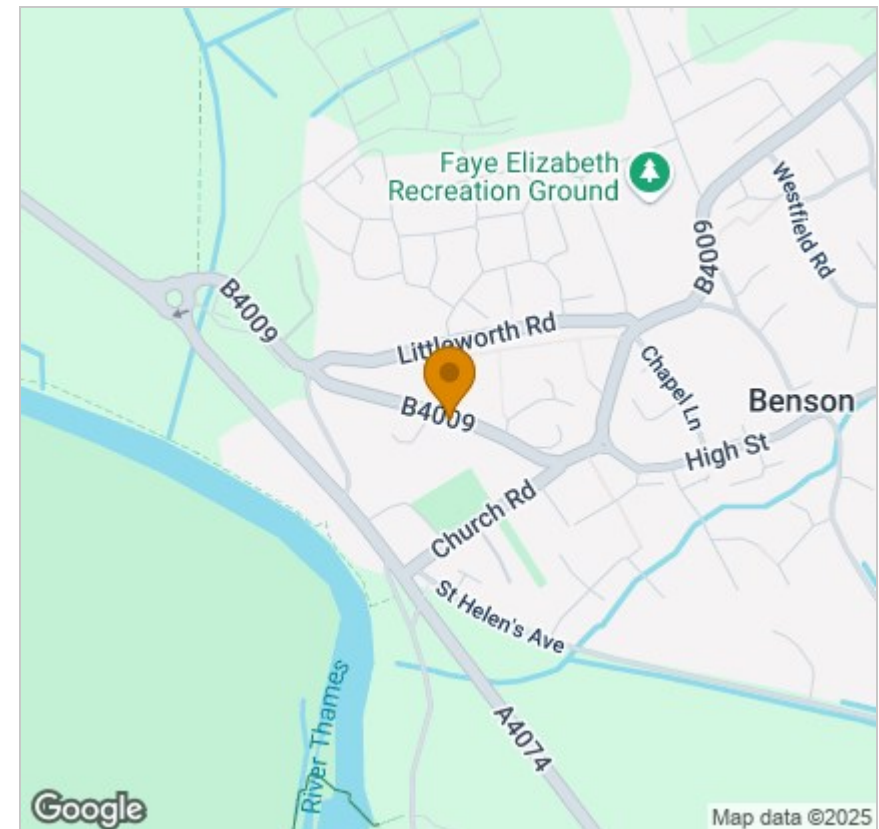 Faye Elizabeth
Recreation Ground
Westfield Rd
B4009
B4009
Littleworth Rd
Chapel Ln
B4009
Benson
High St
Church Rd
St Helen's Ave
River Thames
A4074
Google
Map data ©2025